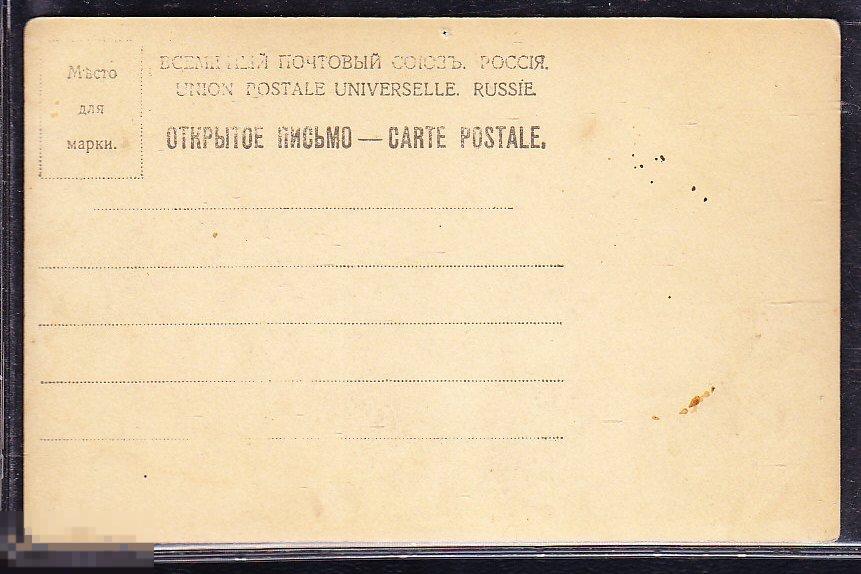 Мѣсто
для
марки.
ВСЕМІРНЫЙ ПОЧТОВЫЙ СОЮЗЪ. РОССІЯ.
UNION POSTALE UNIVERSELLE. RUSSIE.
ОТКРЫТОЕ ПИСЬМО — CARTE POSTALE.